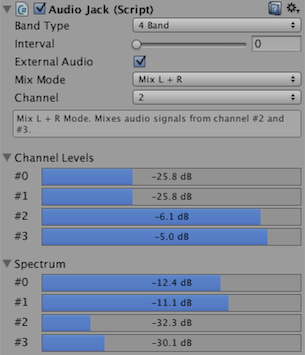 Audio Jack (Script)
Band Type 4 Band
Interval 0
External Audio
Mix Mode Mix L + R
Channel 2
Mix L + R Mode. Mixes audio signals from channel #2 and
#3.
Channel Levels
#0 -25.8 dB
#1 -25.8 dB
#2 -6.1 dB
#3 -5.0 dB
Spectrum
#0 -12.4 dB
#1 -11.1 dB
#2 -32.3 dB
#3 -30.1 dB